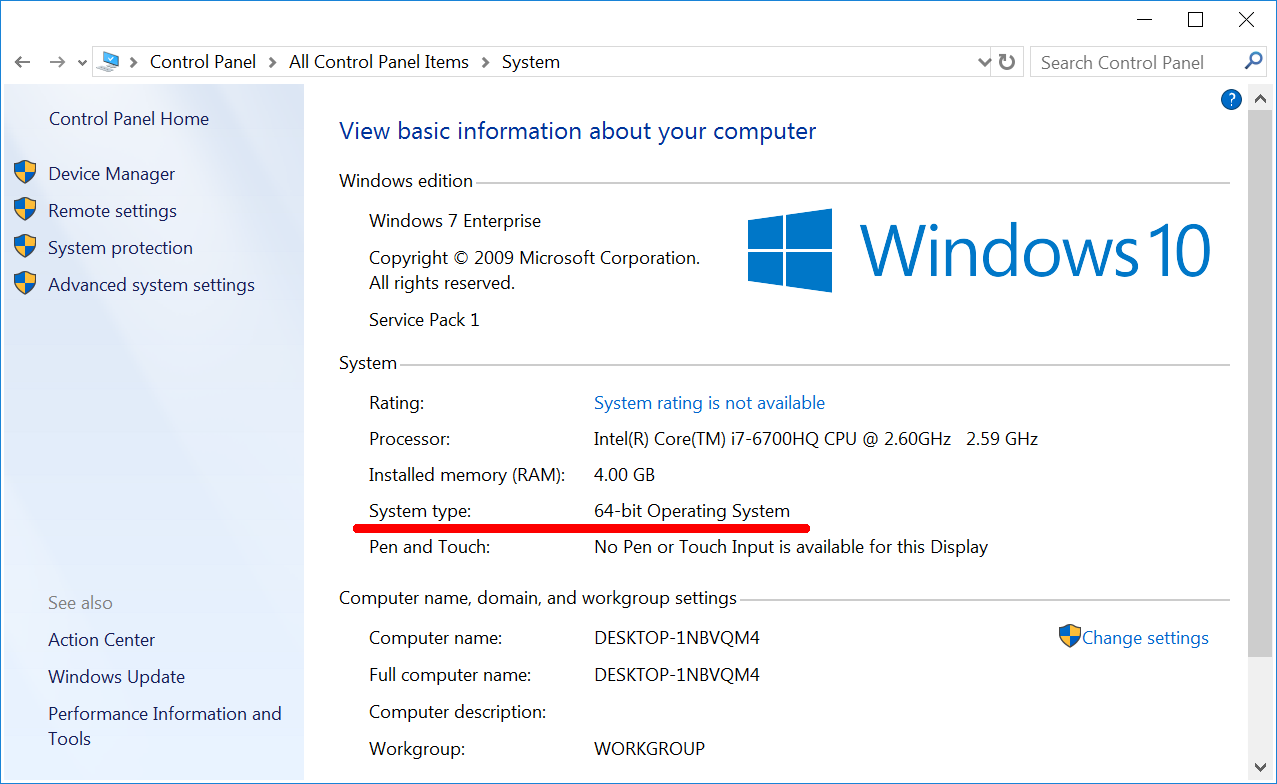 Control Panel > All Control Panel Items > System
Search Control Panel
?
Control Panel Home
Device Manager
Remote settings
System protection
Advanced system settings
See also
Action Center
Windows Update
Performance Information and
Tools
View basic information about your computer
Windows edition
Windows 7 Enterprise
Copyright © 2009 Microsoft Corporation.
All rights reserved.
Service Pack 1
Windows 10
System
Rating: System rating is not available
Processor: Intel(R) Core(TM) i7-6700HQ CPU @ 2.60GHz 2.59 GHz
Installed memory (RAM): 4.00 GB
System type: 64-bit Operating System
Pen and Touch: No Pen or Touch Input is available for this Display
Computer name, domain, and workgroup settings
Computer name: DESKTOP-1NBVQM4
Change settings
Full computer name: DESKTOP-1NBVQM4
Computer description:
Workgroup: WORKGROUP